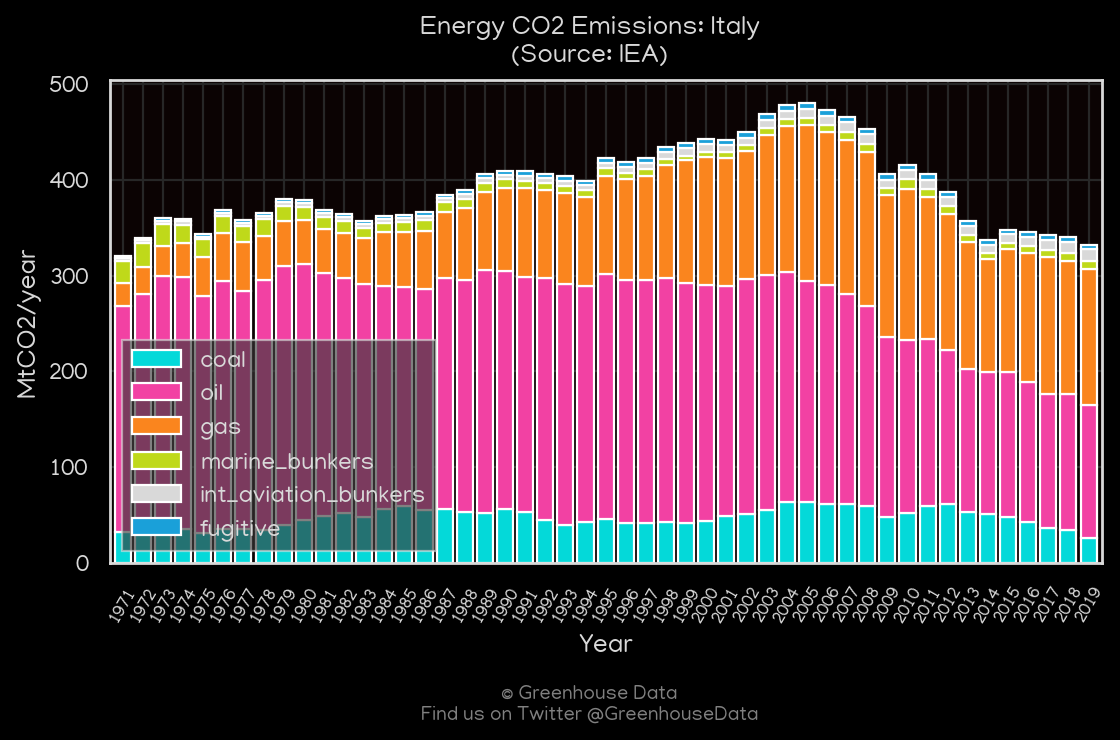 Energy CO2 Emissions: Italy
(Source: IEA)
500
400
300
200
100
0
MtCO2/year
coal
oil
gas
marine_bunkers
int_aviation_bunkers
fugitive
1971 1972 1973 1974 1975 1976 1977 1978 1979 1980 1981 1982 1983 1984 1985 1986 1987 1988 1989 1990 1991 1992 1993 1994 1995 1996 1997 1998 1999 2000 2001 2002 2003 2004 2005 2006 2007 2008 2009 2010 2011 2012 2013 2014 2015 2016 2017 2018 2019
Year
© Greenhouse Data
Find us on Twitter @GreenhouseData